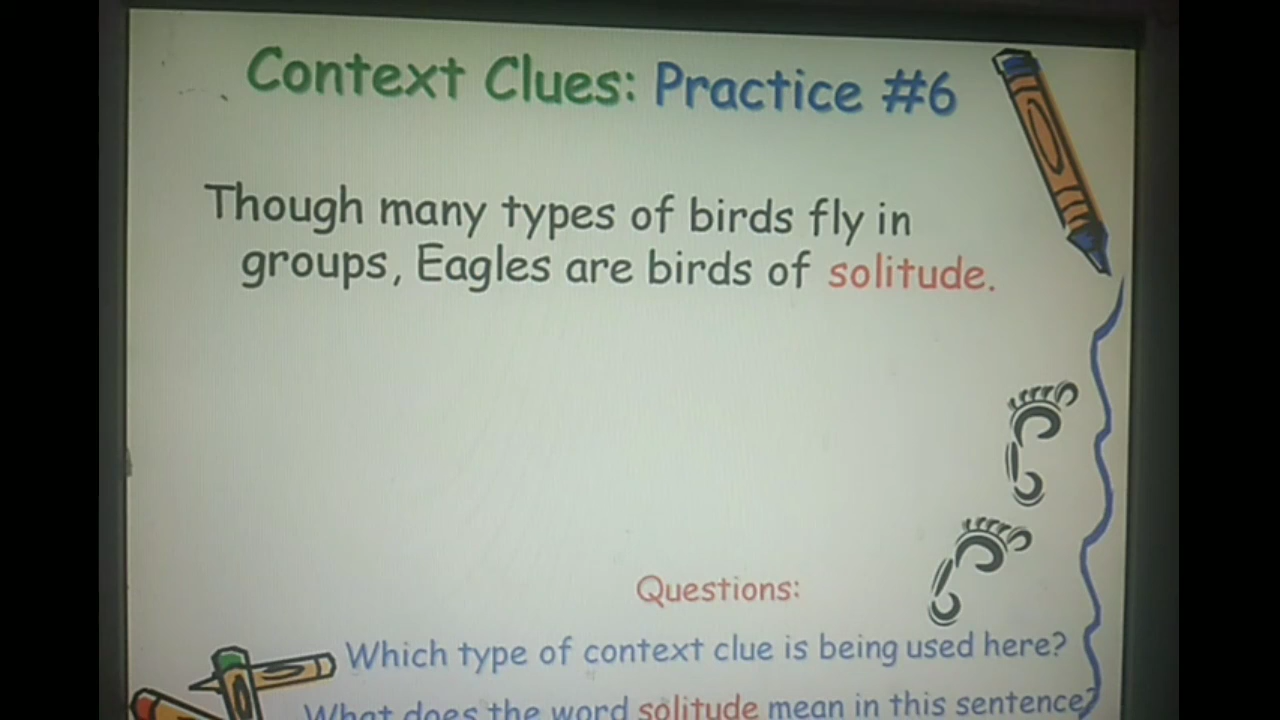 Context Clues: Practice #6
Though many types of birds fly in
groups, Eagles are birds of solitude.
Questions:
Which type of context clue is being used here?
What does the word solitude mean in this sentence?